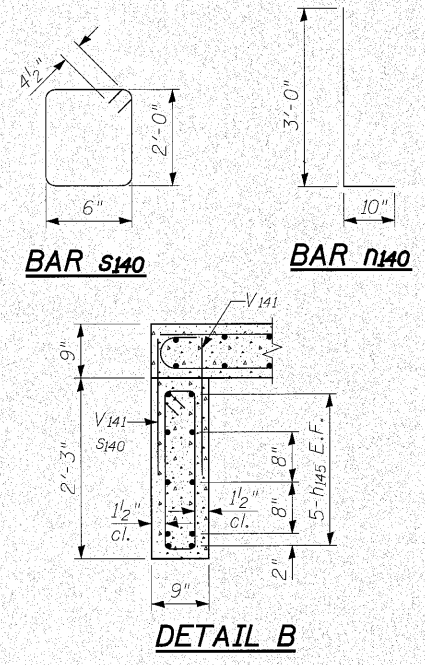 4½"
2'-0"
6"
BAR s140
3'-0"
10"
BAR n140
V141
9"
2'-3"
V141
s140
1½"
cl.
1½"
cl.
8"
8"
2"
5-h145 E.F.
9"
DETAIL B